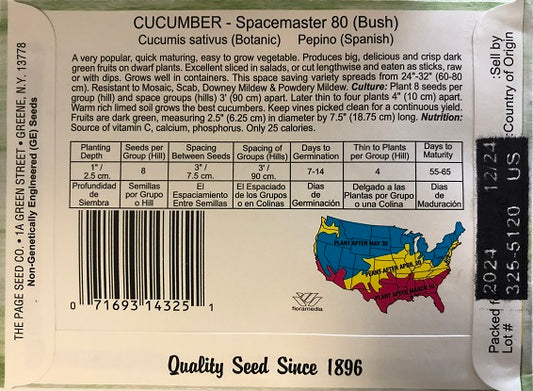 CUCUMBER - Spacemaster 80 (Bush)
Cucumis sativus (Botanic) Pepino (Spanish)
A very popular, quick maturing, easy to grow vegetable. Produces big, delicious and crisp dark
green fruits on dwarf plants. Excellent sliced in salads, or cut lengthwise and eaten as sticks, raw
or with dips. Grows well in containers. This space saving variety spreads from 24"-32" (60-80
cm). Resistant to Mosaic, Scab, Downey Mildew & Powdery Mildew. Culture: Plant 8 seeds per
group (hill) and space groups (hills) 3' (90 cm) apart. Later thin to four plants 4" (10 cm) apart.
Warm rich limed soil grows the best cucumbers. Keep vines picked clean for a continuous yield.
Fruits are dark green, measuring 2.5" (6.25 cm) in diameter by 7.5" (18.75 cm) long. Nutrition:
Source of vitamin C, calcium, phosphorus. Only 25 calories.
Planting Depth Seeds per Group (Hill) Spacing Between Seeds Spacing of Groups (Hills) Days to Germination Thin to Plants per Group (Hill) Days to Maturity
1"/ 2.5 cm. 8 3"/ 7.5 cm. 3'/ 90 cm. 7-14 4 55-65
Profundidad de Siembra Semillas por Grupo o Hill El Espaciamiento Entre Semillas El Espaciado de los Grupos o en Colinas Dias de Germinación Delgado a las Plantas por Grupo o una Colina Dias de Maduración
PLANT AFTER MAY 30
PLANT AFTER APRIL 30
PLANT AFTER MARCH 15
0 71693 14325 1
floramedia
Quality Seed Since 1896
THE PAGE SEED CO. • 1A GREEN STREET • GREENE, N.Y. 13778
Non-Genetically Engineered (GE) Seeds
Packed f
Lot #
2024 12/24
325-5120 US
:Sell by
:Country of Origin